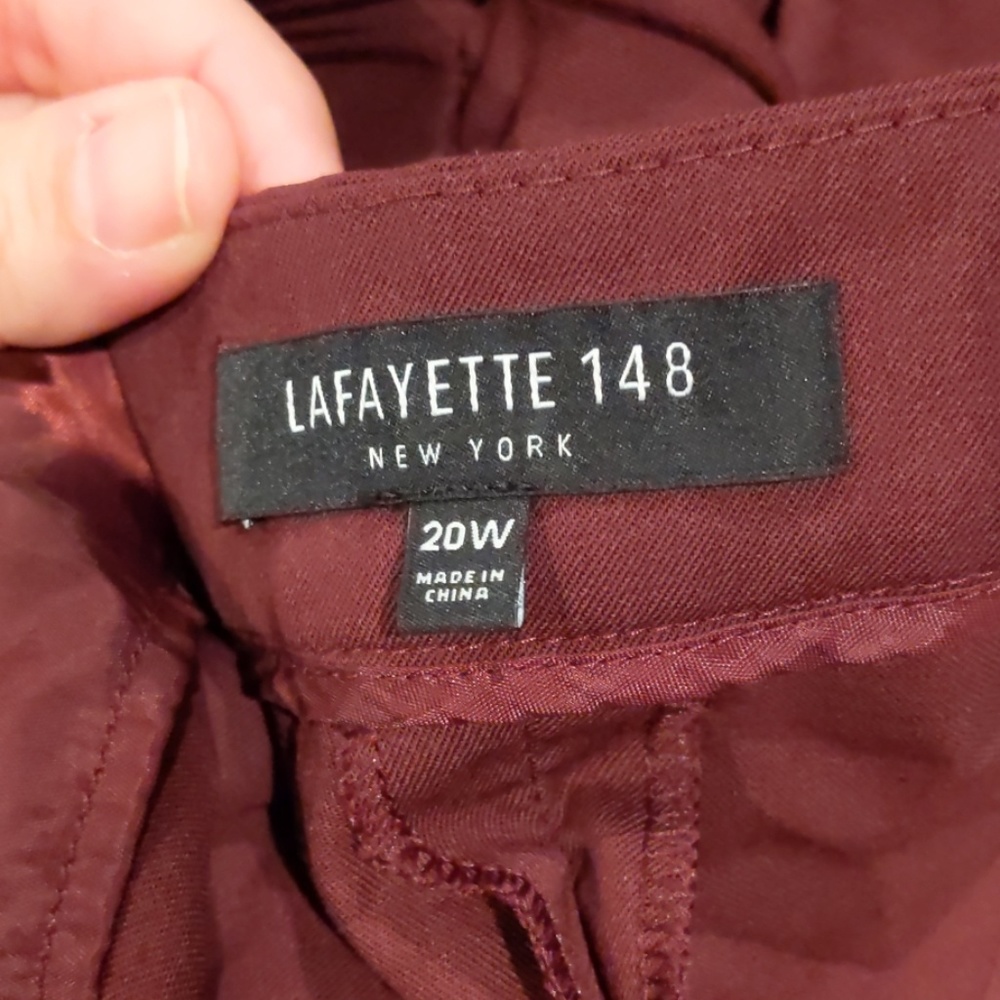 LAFAYETTE 148
NEW YORK
20W
MADE IN
CHINA